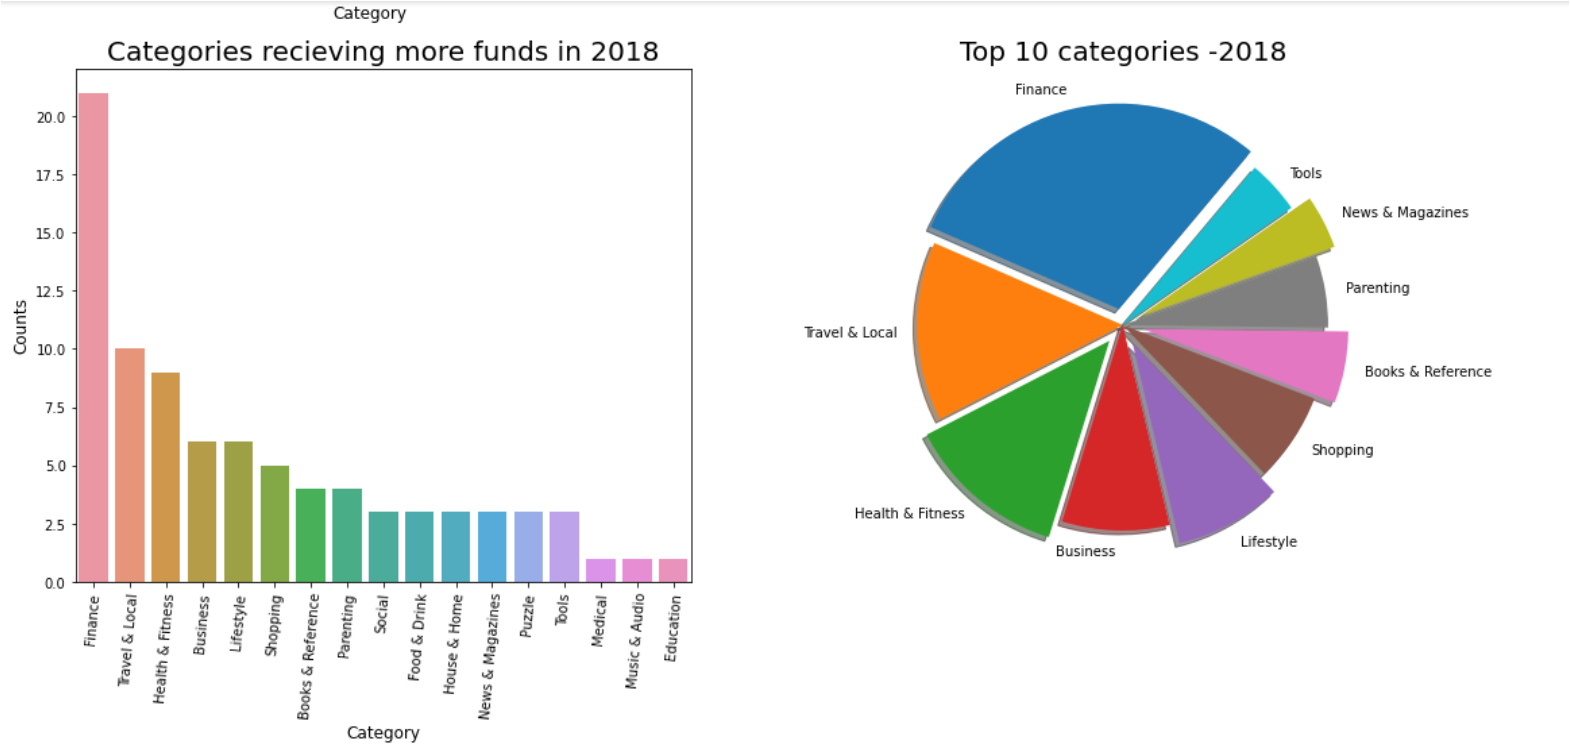 Category
Categories recieving more funds in 2018
Counts
20.0
17.5
15.0
12.5
10.0
7.5
5.0
2.5
0.0
Finance
Travel & Local
Health & Fitness
Business
Lifestyle
Shopping
Books & Reference
Parenting
Social
Food & Drink
House & Home
News & Magazines
Puzzle
Tools
Medical
Music & Audio
Education
Category
Top 10 categories -2018
Finance
Tools
News & Magazines
Parenting
Travel & Local
Books & Reference
Shopping
Health & Fitness
Lifestyle
Business